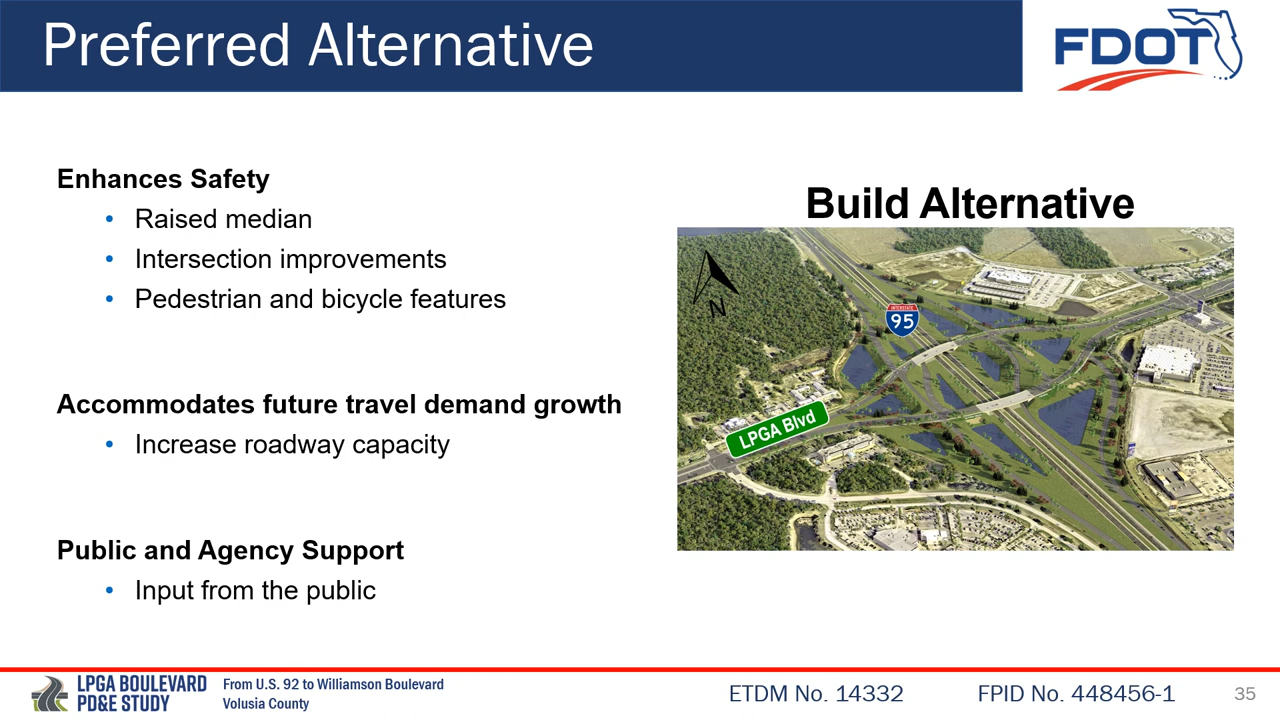 Preferred Alternative
FDOT
Enhances Safety
• Raised median
• Intersection improvements
• Pedestrian and bicycle features
Accommodates future travel demand growth
• Increase roadway capacity
Public and Agency Support
• Input from the public
Build Alternative
N
INTERSTATE
95
LPGA Blvd
LPGA BOULEVARD
PD&E STUDY
From U.S. 92 to Williamson Boulevard
Volusia County
ETDM No. 14332
FPID No. 448456-1
35